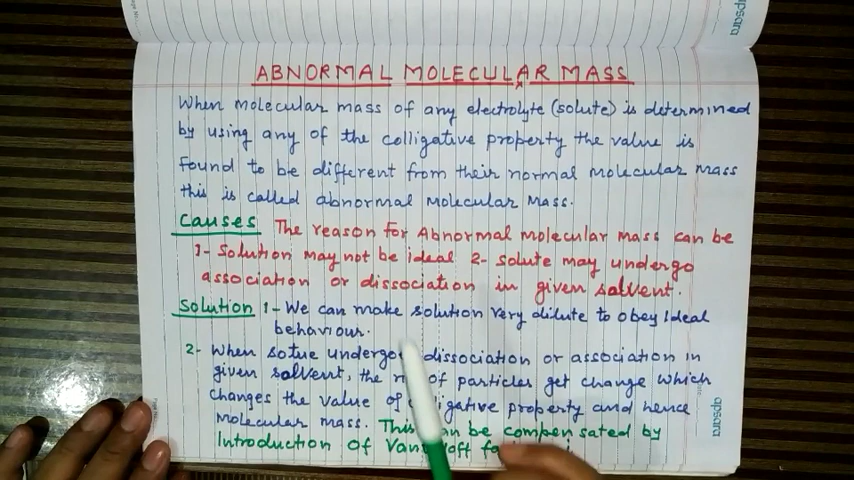 apsara
ABNORMAL MOLECULAR MASS
When molecular mass of any electrolyte (solute) is determined
by using any of the colligative property the value is
found to be different from their normal molecular mass
this is called abnormal molecular mass.
Causes The reason for Abnormal molecular mass can be
1- Solution may not be ideal 2- solute may undergo
association or dissociation in given solvent.
Solution 1- We can make solution very dilute to obey Ideal
behaviour.
2- When sotue undergo dissociation or association in
given solvent, the of particles get change which
changes the value of property and hence
molecular mass. This can be compensated by
Introduction of
apsara